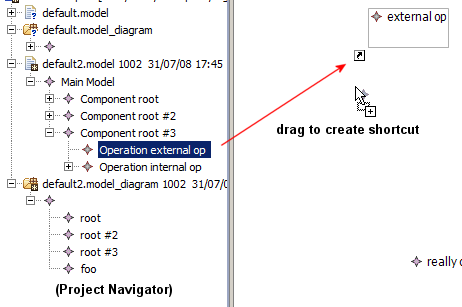 default.model
default.model_diagram
default2.model 1002 31/07/08 17:45
Main Model
Component root
Component root #2
Component root #3
Operation external op
Operation internal op
default2.model_diagram 1002 31/07/0
root
root #2
root #3
foo
(Project Navigator)
external op
drag to create shortcut
really